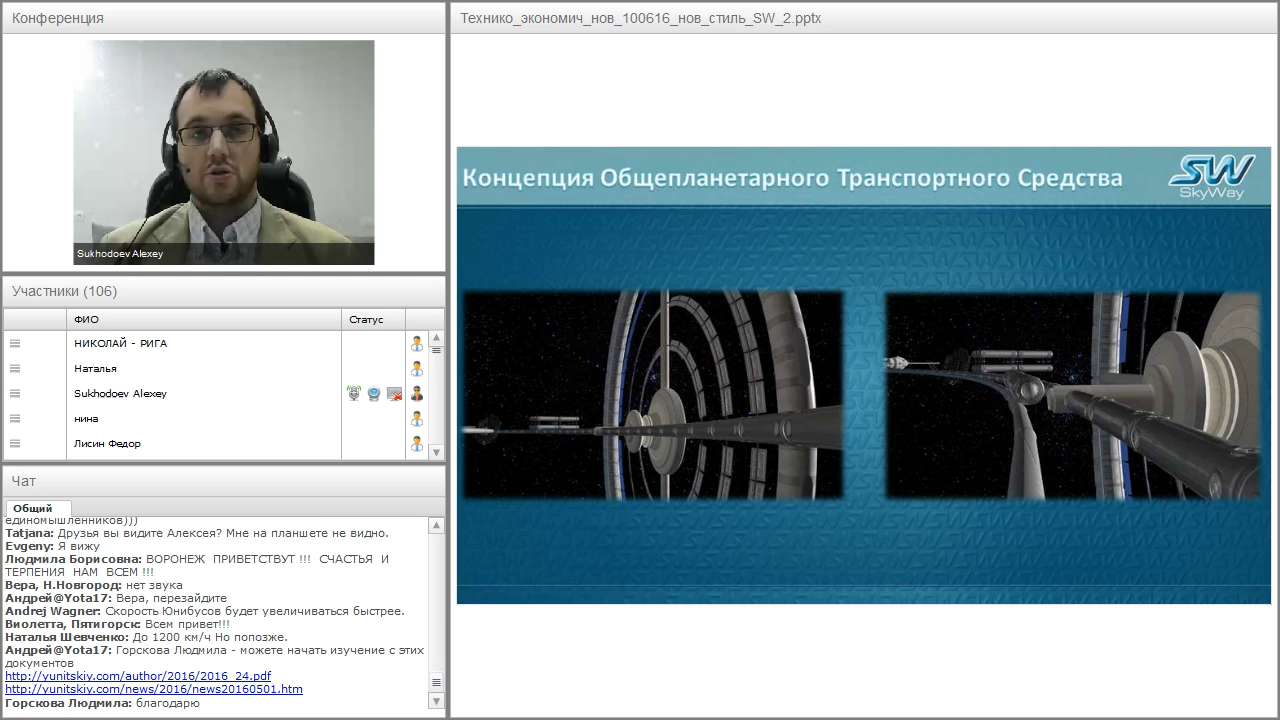 Конференция
Sukhodoev Alexey
Участники (106)
ФИО Статус
НИКОЛАЙ - РИГА
Наталья
Sukhodoev Alexey
нина
Лисин Федор
Чат
Общий
единомышленников)))
Tatjana: Друзья вы видите Алексея? Мне на планшете не видно.
Evgeny: Я вижу
Людмила Борисовна: ВОРОНЕЖ ПРИВЕТСТВУТ !!! СЧАСТЬЯ И
ТЕРПЕНИЯ НАМ ВСЕМ !!!
Вера, Н.Новгород: нет звука
Андрей@Yota17: Вера, перезайдите
Andrej Wagner: Скорость Юнибусов будет увеличиваться быстрее.
Виолетта, Пятигорск: Всем привет!!!
Наталья Шевченко: До 1200 км/ч Но попозже.
Андрей@Yota17: Горскова Людмила - можете начать изучение с этих
документов
http://yunitskiy.com/author/2016/2016_24.pdf
http://yunitskiy.com/news/2016/news20160501.htm
Горскова Людмила: благодарю
Технико_экономич_нов_100616_нов_стиль_SW_2.pptx
Концепция Общепланетарного Транспортного Средства
SW
SkyWay